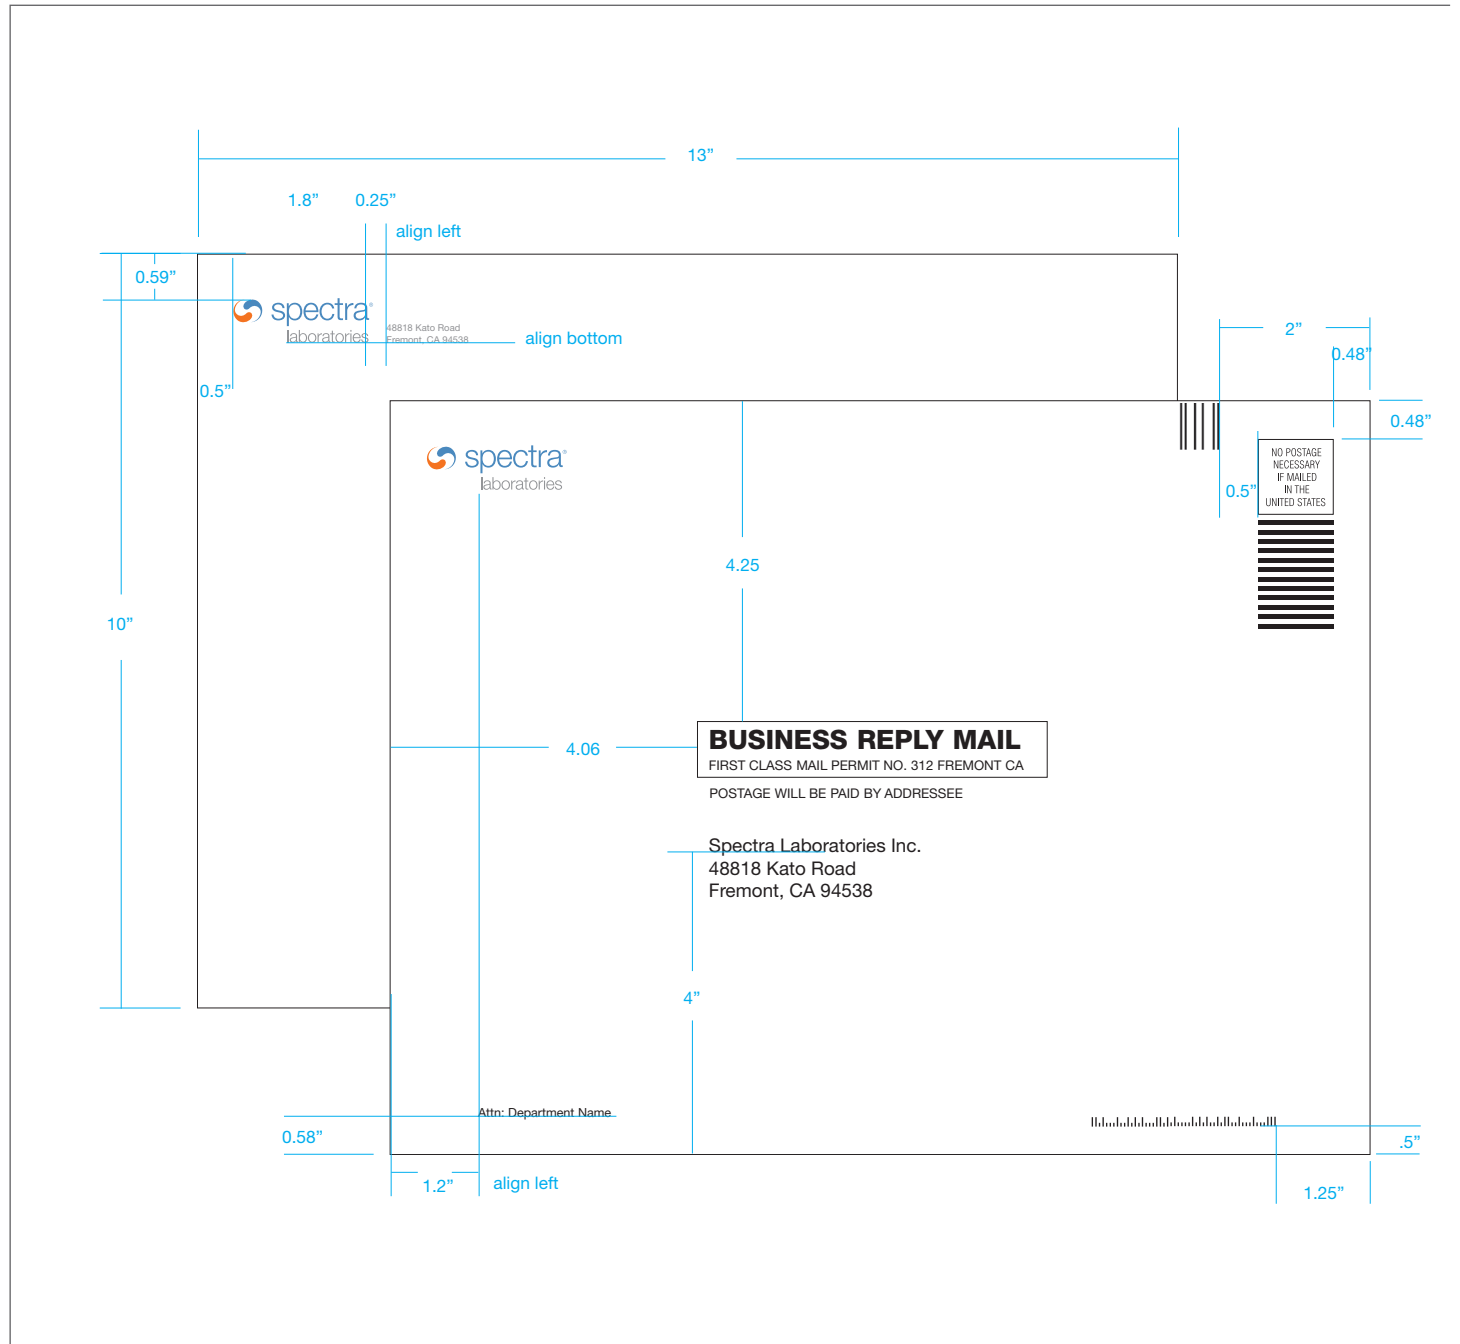 13”
1.8” 0.25”
align left
0.59”
spectra®
laboratories
48818 Kato Road
Fremont, CA 94538
align bottom
0.5”
2”
0.48”
0.48”
spectra®
laboratories
NO POSTAGE
NECESSARY
IF MAILED
IN THE
UNITED STATES
0.5”
4.25
10”
BUSINESS REPLY MAIL
FIRST CLASS MAIL PERMIT NO. 312 FREMONT CA
4.06
POSTAGE WILL BE PAID BY ADDRESSEE
Spectra Laboratories Inc.
48818 Kato Road
Fremont, CA 94538
4”
Attn: Department Name
0.58”
.5”
1.2”
align left
1.25”